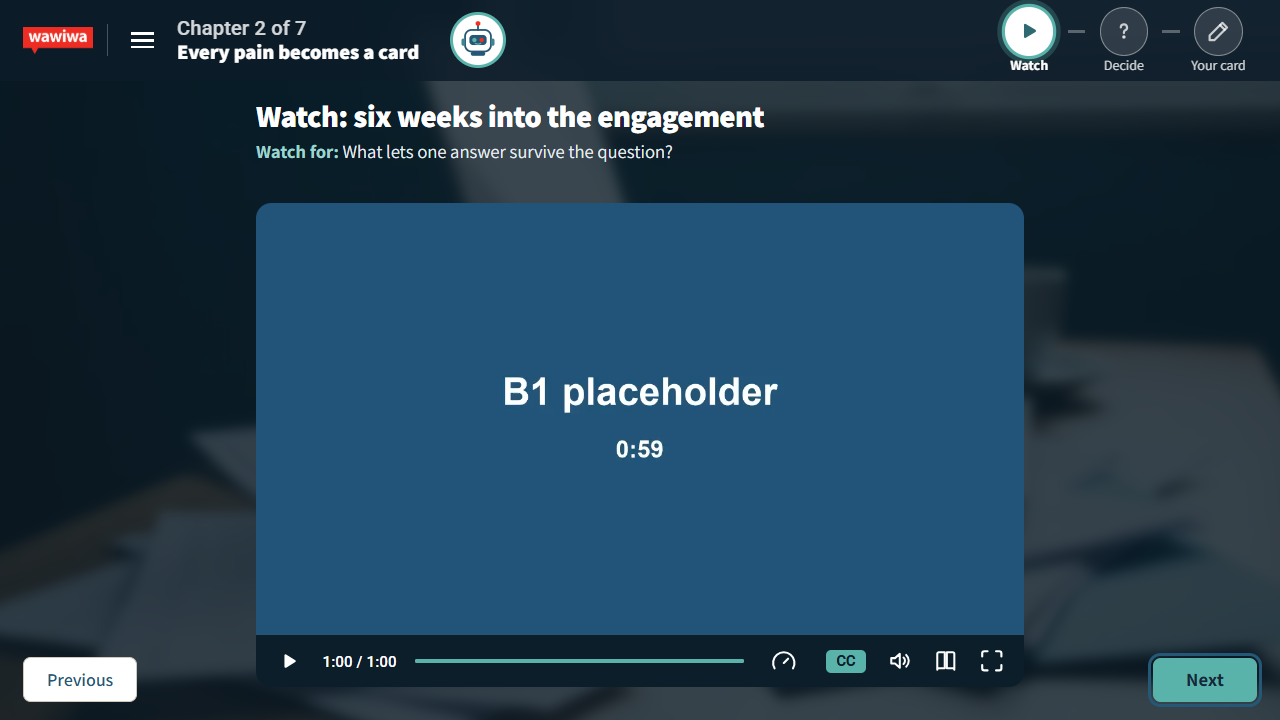 wawiwa
Chapter 2 of 7
Every pain becomes a card
Watch
?
Decide
Your card
Watch: six weeks into the engagement
Watch for: What lets one answer survive the question?
B1 placeholder
0:59
1:00 / 1:00
CC
Previous
Next